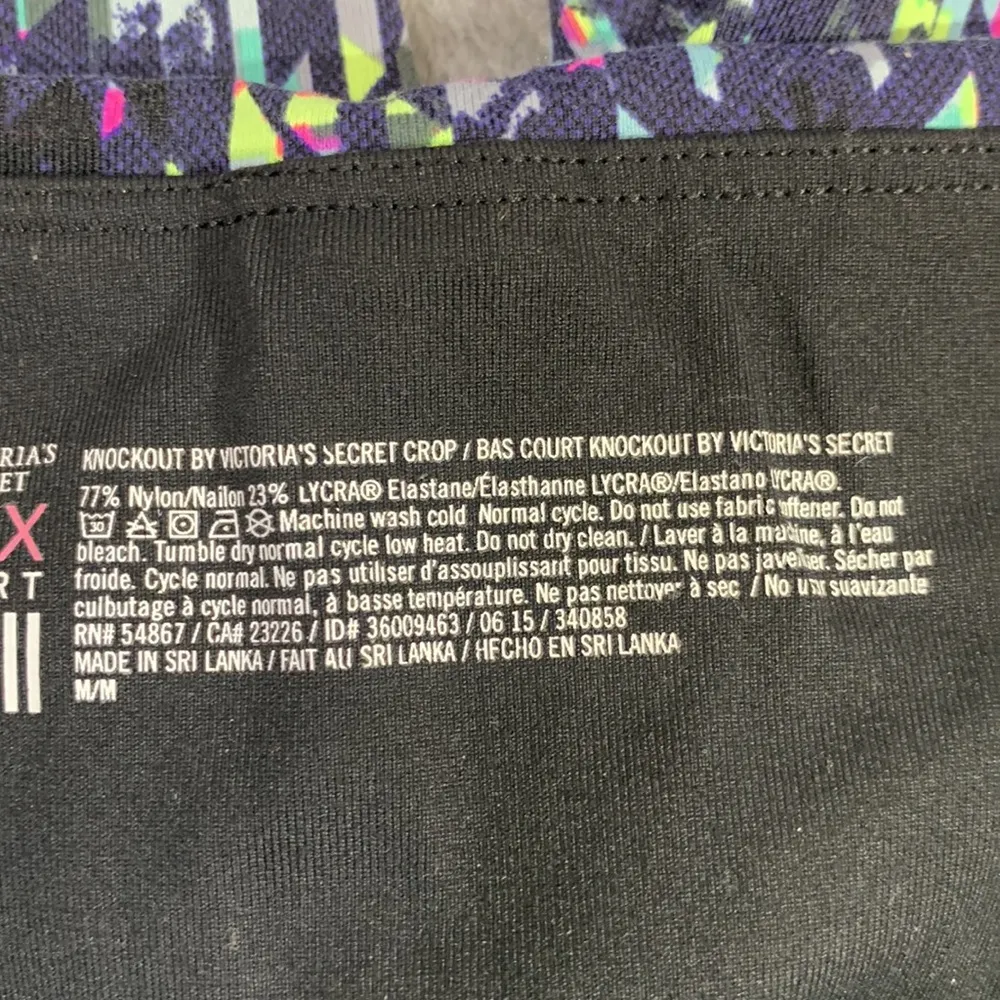 RIA'S
ET
X
RT
KNOCKOUT BY VICTORIA'S SECRET CROP / BAS COURT KNOCKOUT BY VICTORIA'S SECRET
77% Nylon/Nailon 23% LYCRA® Elastane/Élasthanne LYCRA®/Elastano LYCRA®.
30 Machine wash cold Normal cycle. Do not use fabric softener. Do not
bleach. Tumble dry normal cycle low heat. Do not dry clean. / Laver à la machine, à l'eau
froide. Cycle normal. Ne pas utiliser d'assouplissant pour tissu. Ne pas javelliser. Sécher par
culbutage à cycle normal, à basse température. Ne pas nettoyer à sec / No usar suavizante
RN# 54867 / CA# 23226 / ID# 36009463 / 06 15 / 340858
MADE IN SRI LANKA / FAIT AU SRI LANKA / HECHO EN SRI LANKA
M/M